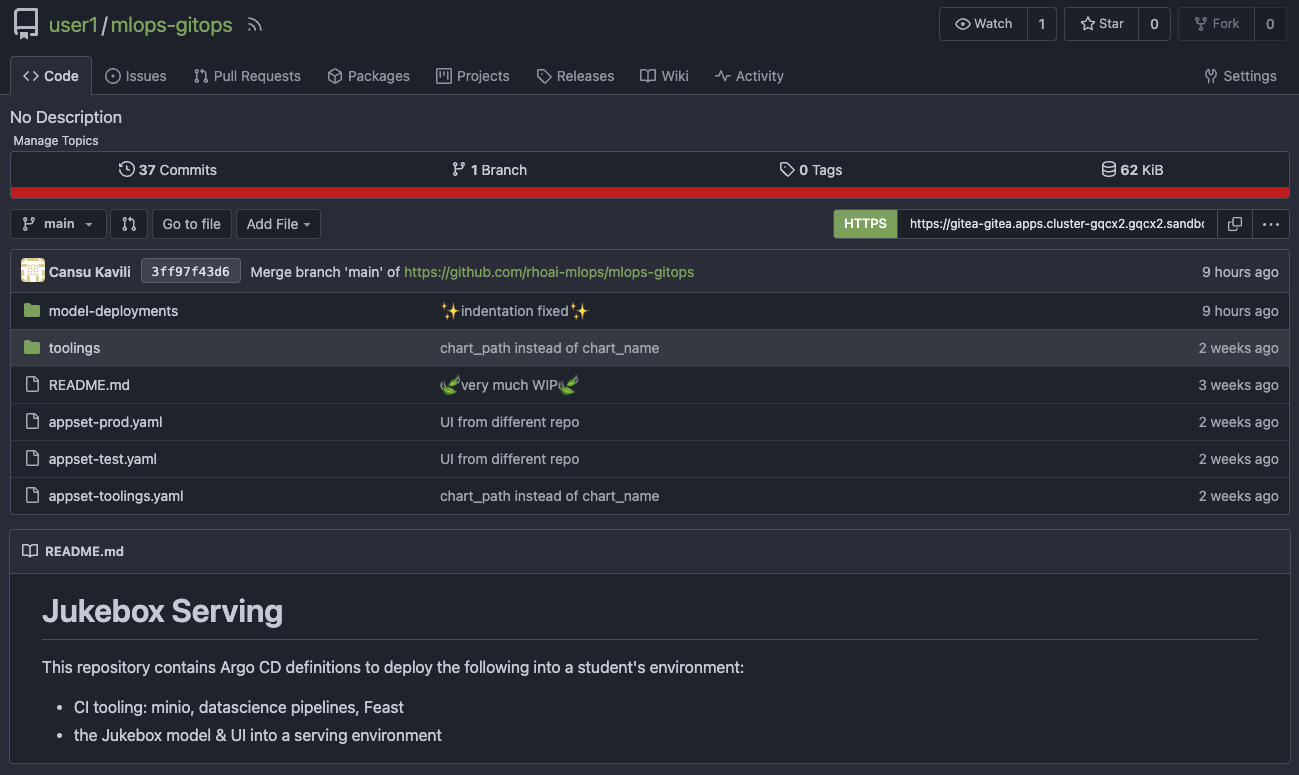 user1/mlops-gitops
Watch 1 Star 0 Fork 0
Code Issues Pull Requests Packages Projects Releases Wiki Activity Settings
No Description
Manage Topics
37 Commits 1 Branch 0 Tags 62 KiB
main Go to file Add File HTTPS https://gitea-gitea.apps.cluster-gqcx2.gqcx2.sandbo
Cansu Kavili 3ff97f43d6 Merge branch 'main' of https://github.com/rhoai-mlops/mlops-gitops 9 hours ago
model-deployments ✨indentation fixed✨ 9 hours ago
toolings chart_path instead of chart_name 2 weeks ago
README.md 🌿very much WIP🌿 3 weeks ago
appset-prod.yaml UI from different repo 2 weeks ago
appset-test.yaml UI from different repo 2 weeks ago
appset-toolings.yaml chart_path instead of chart_name 2 weeks ago
README.md
Jukebox Serving
This repository contains Argo CD definitions to deploy the following into a student's environment:
• CI tooling: minio, datascience pipelines, Feast
• the Jukebox model & UI into a serving environment